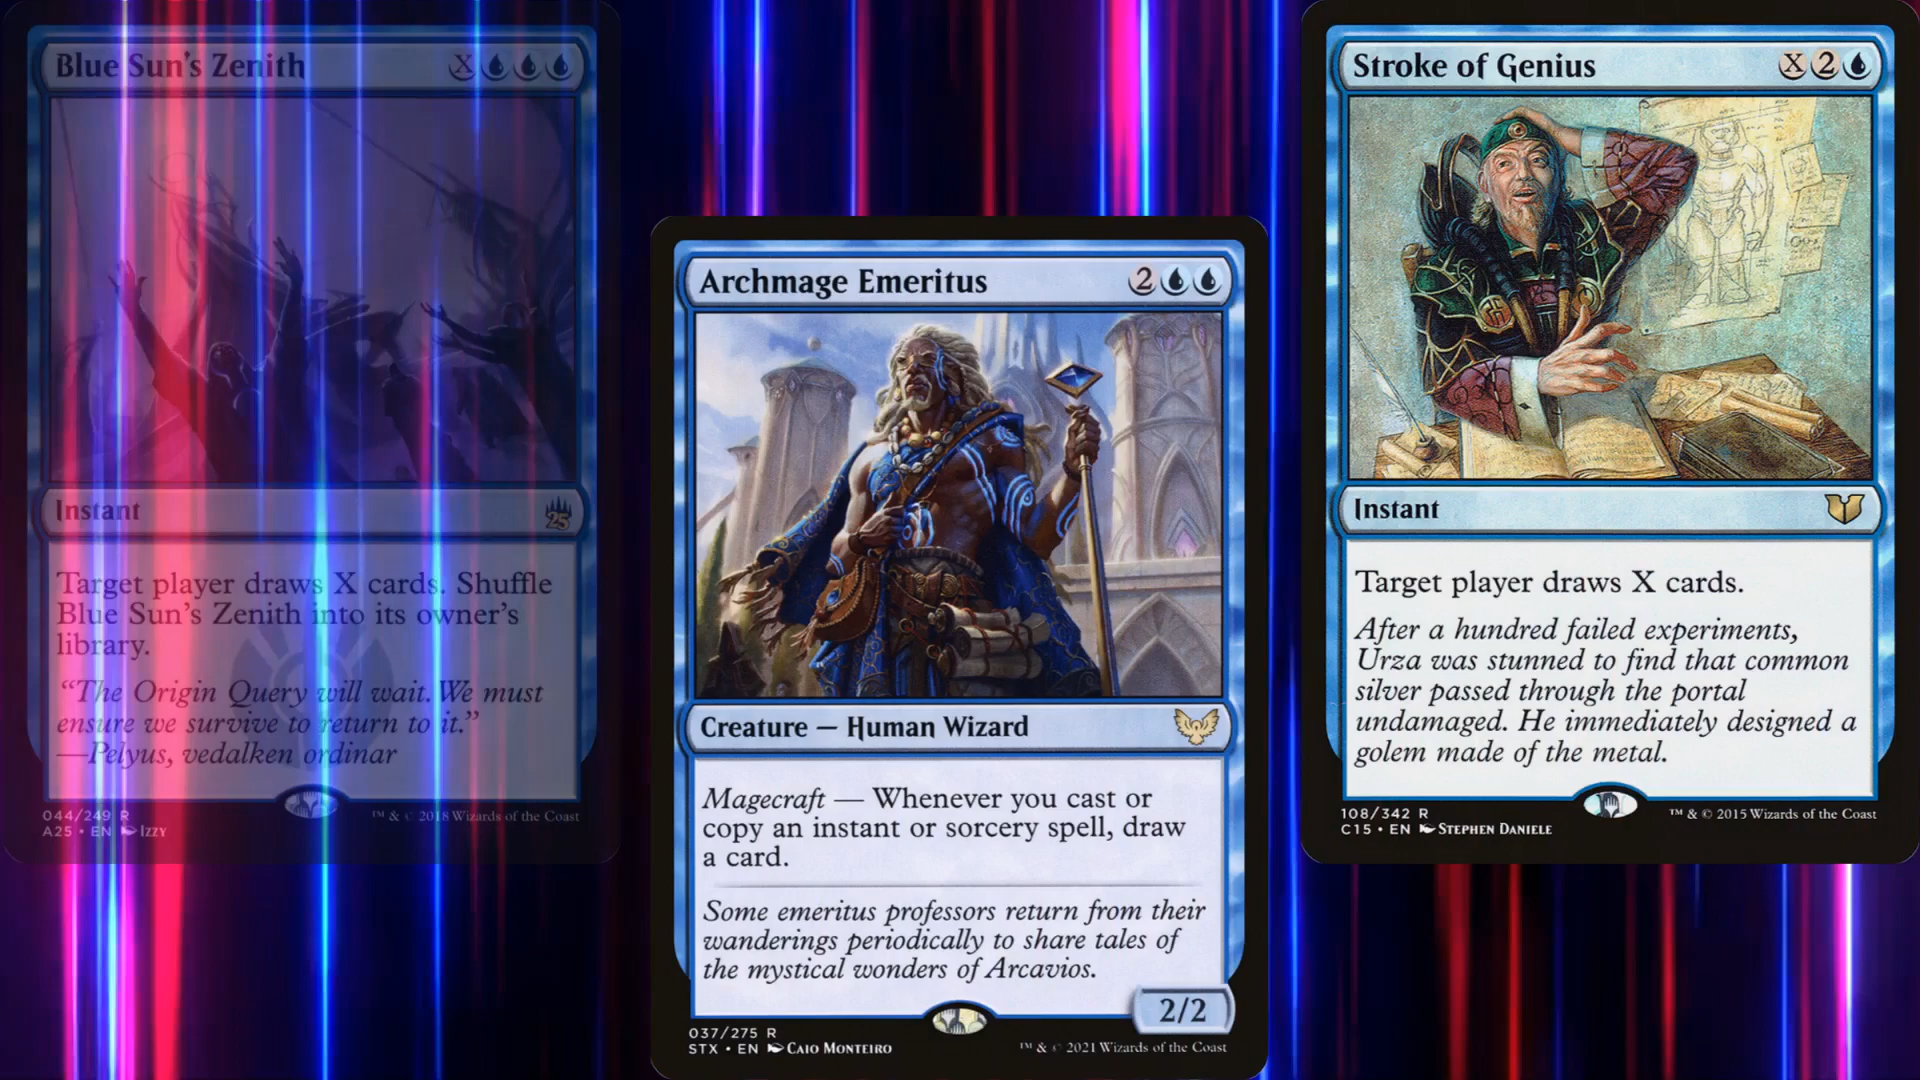 Blue Sun's Zenith
X
Instant
25
Target player draws X cards. Shuffle
Blue Sun's Zenith into its owner's
library.
“The Origin Query will wait. We must
ensure we survive to return to it.”
—Pelyus, vedalken ordinar
044/249 R
A25 • EN Izzy
™ & © 2018 Wizards of the Coast
Archmage Emeritus
2
Creature — Human Wizard
Magecraft — Whenever you cast or
copy an instant or sorcery spell, draw
a card.
Some emeritus professors return from their
wanderings periodically to share tales of
the mystical wonders of Arcavios.
2/2
037/275 R
STX • EN Caio Monteiro
™ & © 2021 Wizards of the Coast
Stroke of Genius
X 2
Instant
Target player draws X cards.
After a hundred failed experiments,
Urza was stunned to find that common
silver passed through the portal
undamaged. He immediately designed a
golem made of the metal.
108/342 R
C15 • EN Stephen Daniele
™ & © 2015 Wizards of the Coast